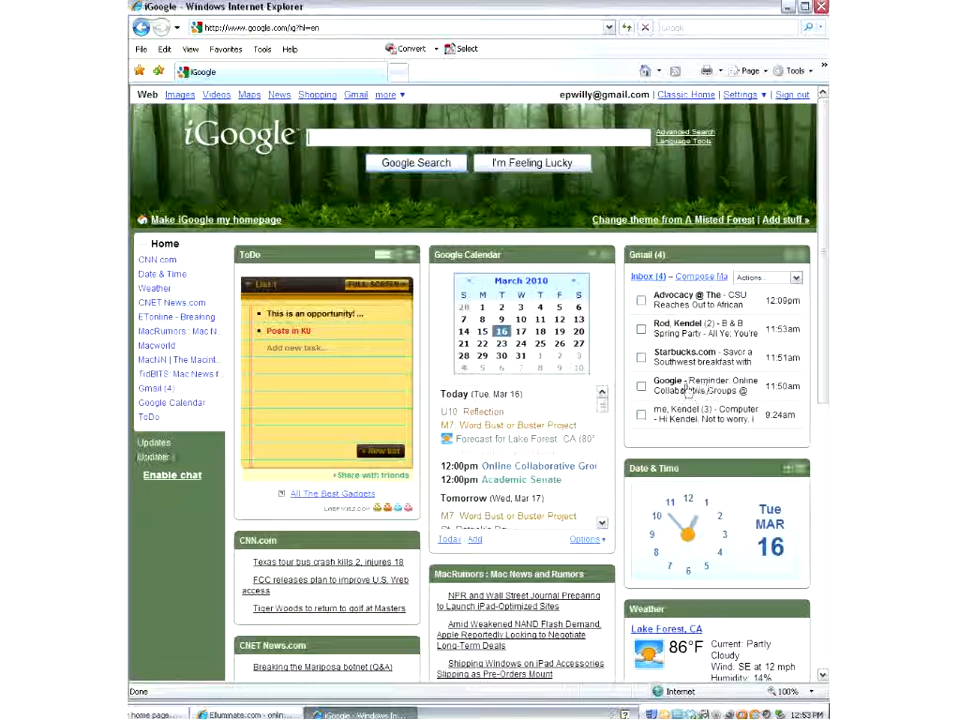 iGoogle - Windows Internet Explorer
http://www.google.com/ig?hl=en
Google
File Edit View Favorites Tools Help
Convert Select
iGoogle
Page Tools »
Web Images Videos Maps News Shopping Gmail more ▼
epwilly@gmail.com | Classic Home | Settings ▼ | Sign out
iGoogle™
Advanced Search
Language Tools
Google Search I'm Feeling Lucky
Make iGoogle my homepage
Change theme from A Misted Forest | Add stuff »
Home
CNN.com
Date & Time
Weather
CNET News.com
ETonline - Breaking
MacRumors: Mac N..
Macworld
MacNN | The Macint..
TidBITS: Mac News f..
Gmail (4)
Google Calendar
ToDo
Updates
Updates
Enable chat
ToDo
List 1 FULL SCREEN
This is an opportunity! ...
Posts in KU
Add new task...
+ New list
+Share with friends
All The Best Gadgets
CNN.com
Texas tour bus crash kills 2, injures 18
FCC releases plan to improve U.S. Web
access
Tiger Woods to return to golf at Masters
CNET News.com
Breaking the Mariposa botnet (Q&A)
Google Calendar
March 2010
S M T W T F S
28 1 2 3 4 5 6
7 8 9 10 11 12 13
14 15 16 17 18 19 20
21 22 23 24 25 26 27
28 29 30 31 1 2 3
4 5 6 7 8 9 10
Today (Tue, Mar 16)
U10: Reflection
M7: Word Bust or Buster Project
Forecast for Lake Forest, CA (80°
12:00pm Online Collaborative Grou
12:00pm Academic Senate
Tomorrow (Wed, Mar 17)
M7: Word Bust or Buster Project
St. Patrick's Day
Today Add Options ▾
MacRumors : Mac News and Rumors
NPR and Wall Street Journal Preparing
to Launch iPad-Optimized Sites
Amid Weakened NAND Flash Demand,
Apple Reportedly Looking to Negotiate
Long-Term Deals
Shipping Windows on iPad Accessories
Slipping as Pre-Orders Mount
Gmail (4)
Inbox (4) - Compose Ma Actions...
Advocacy @ The - CSU
Reaches Out to African 12:09pm
Rod, Kendel (2) - B & B
Spring Party - All Ye: You're 11:53am
Starbucks.com - Savor a
Southwest breakfast with 11:51am
Google - Reminder: Online
Collaborative Groups @ 11:50am
me, Kendel (3) - Computer
- Hi Kendel, Not to worry, I 9:24am
Date & Time
11 12 1
10 2
9 3
8 4
7 6 5
Tue
MAR
16
Weather
Lake Forest, CA
86°F
Current: Partly
Cloudy
Wind: SE at 12 mph
Humidity: 14%
Done Internet 100%
home page... Elluminate.com - onlin... iGoogle - Windows In... 12:53 PM